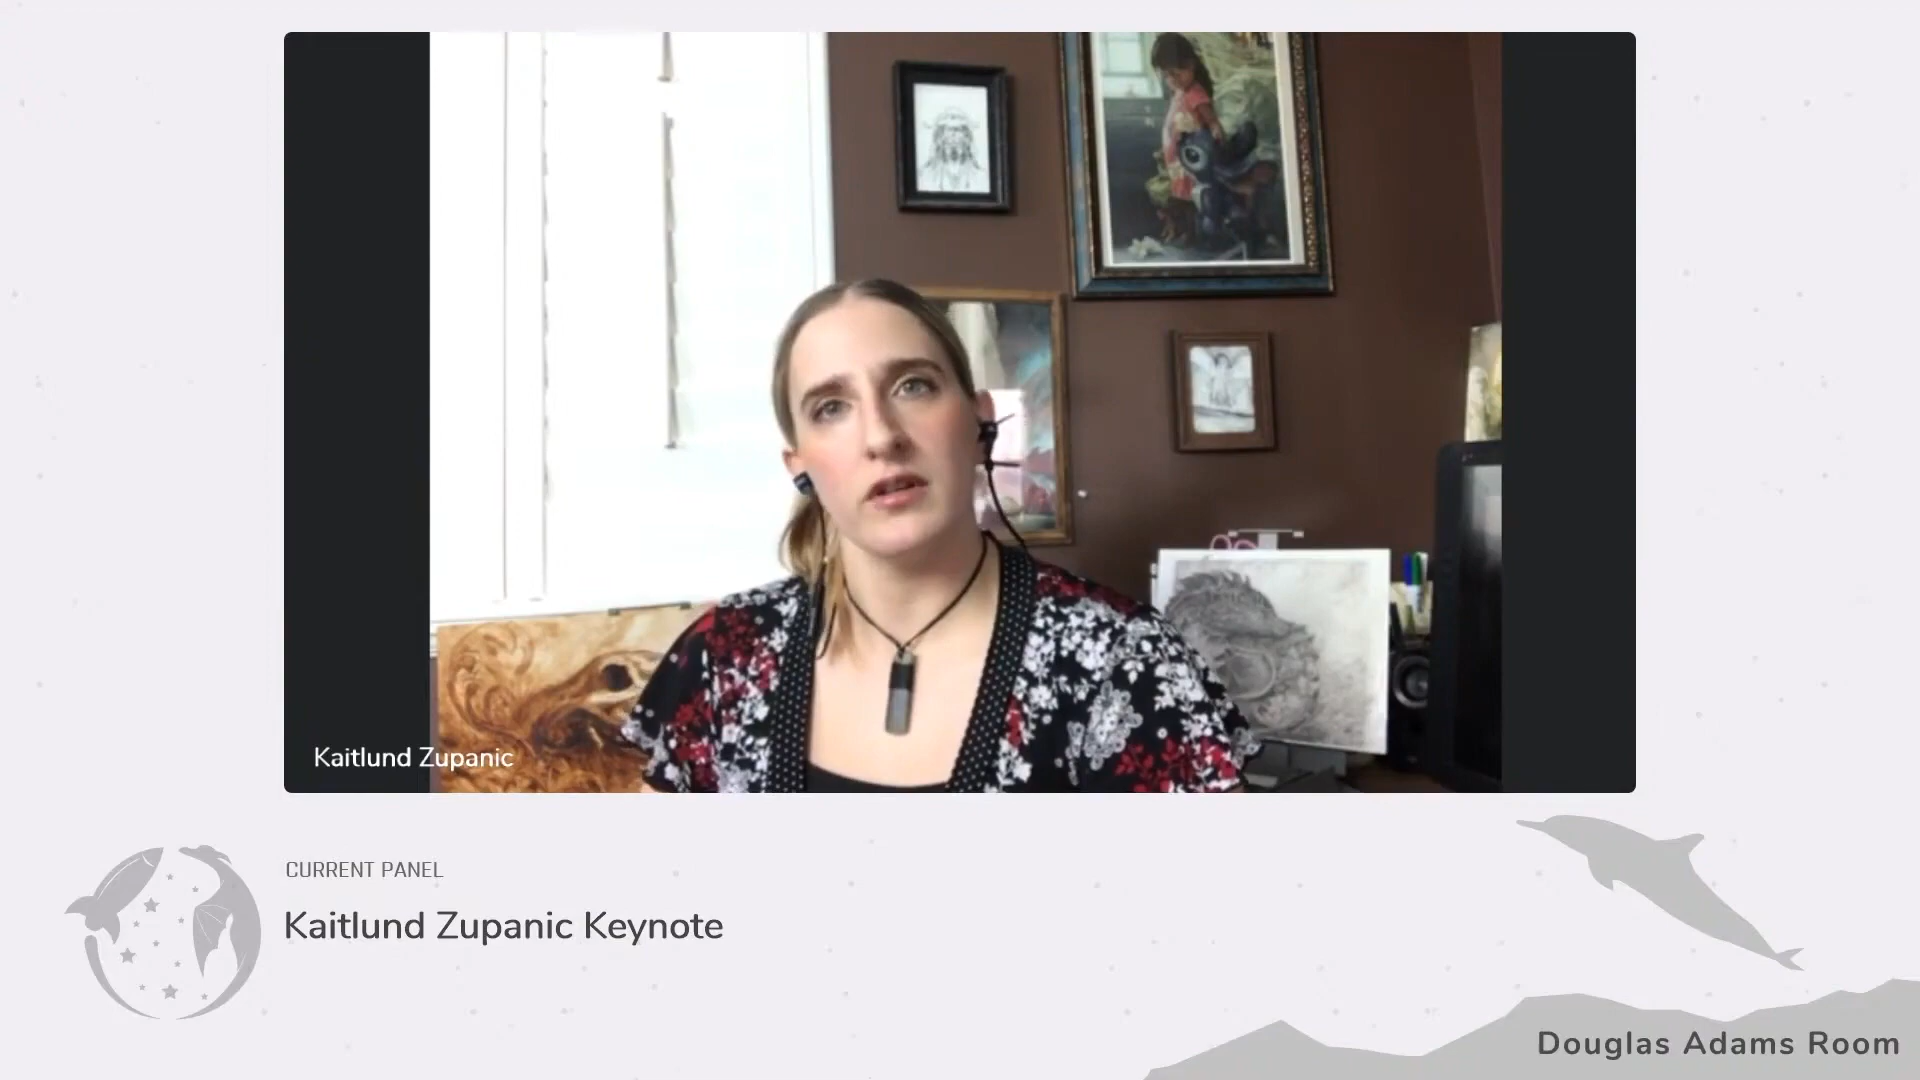 Kaitlund Zupanic
CURRENT PANEL
Kaitlund Zupanic Keynote
Douglas Adams Room